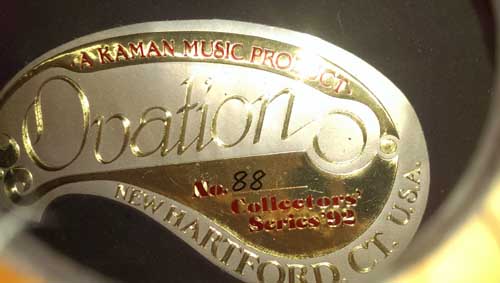 A KAMAN MUSIC PRODUCT
Ovation
No. 88
Collectors'
Series '92
NEW HARTFORD, CT. U.S.A.